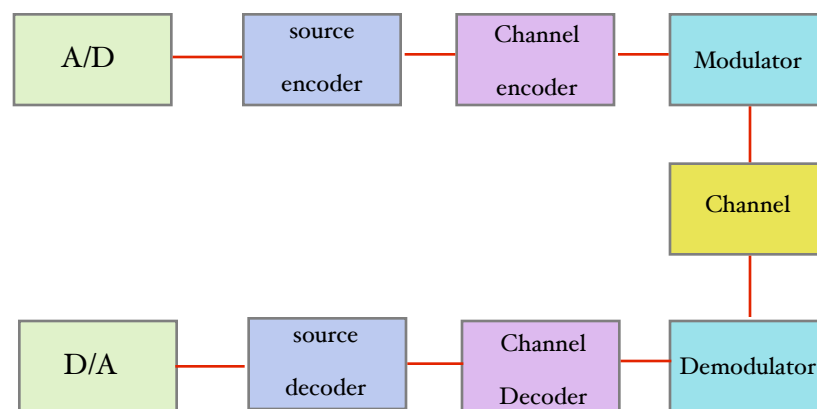 A/D
source
encoder
Channel
encoder
Modulator
Channel
D/A
source
decoder
Channel
Decoder
Demodulator